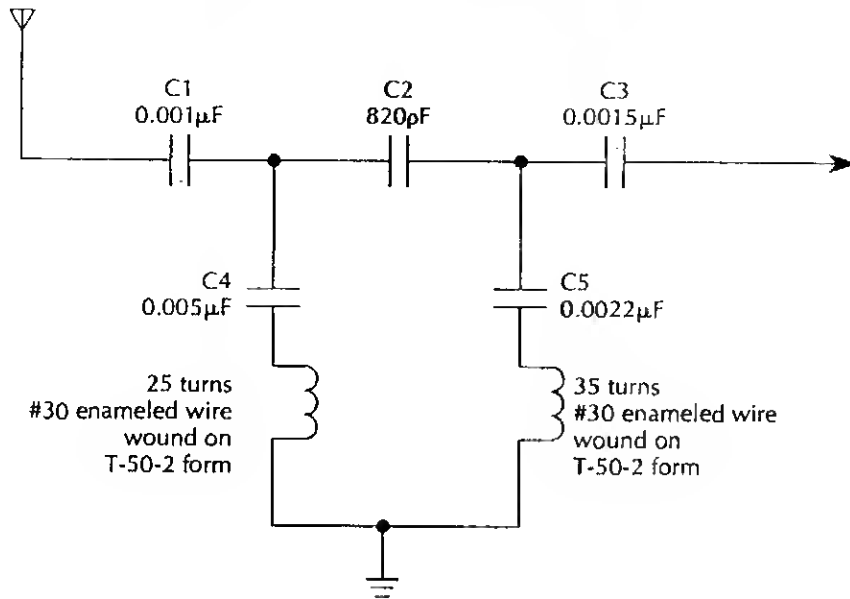 C1
0.001μF
C2
820pF
C3
0.0015μF
C4
0.005μF
C5
0.0022μF
25 turns
#30 enameled wire
wound on
T-50-2 form
35 turns
#30 enameled wire
wound on
T-50-2 form